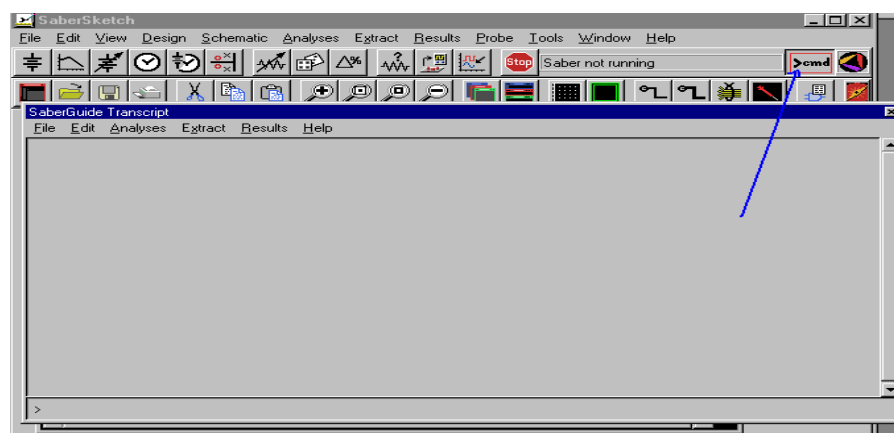 SaberSketch
File Edit View Design Schematic Analyses Extract Results Probe Tools Window Help
Stop Saber not running >cmd
SaberGuide Transcript
File Edit Analyses Extract Results Help
>